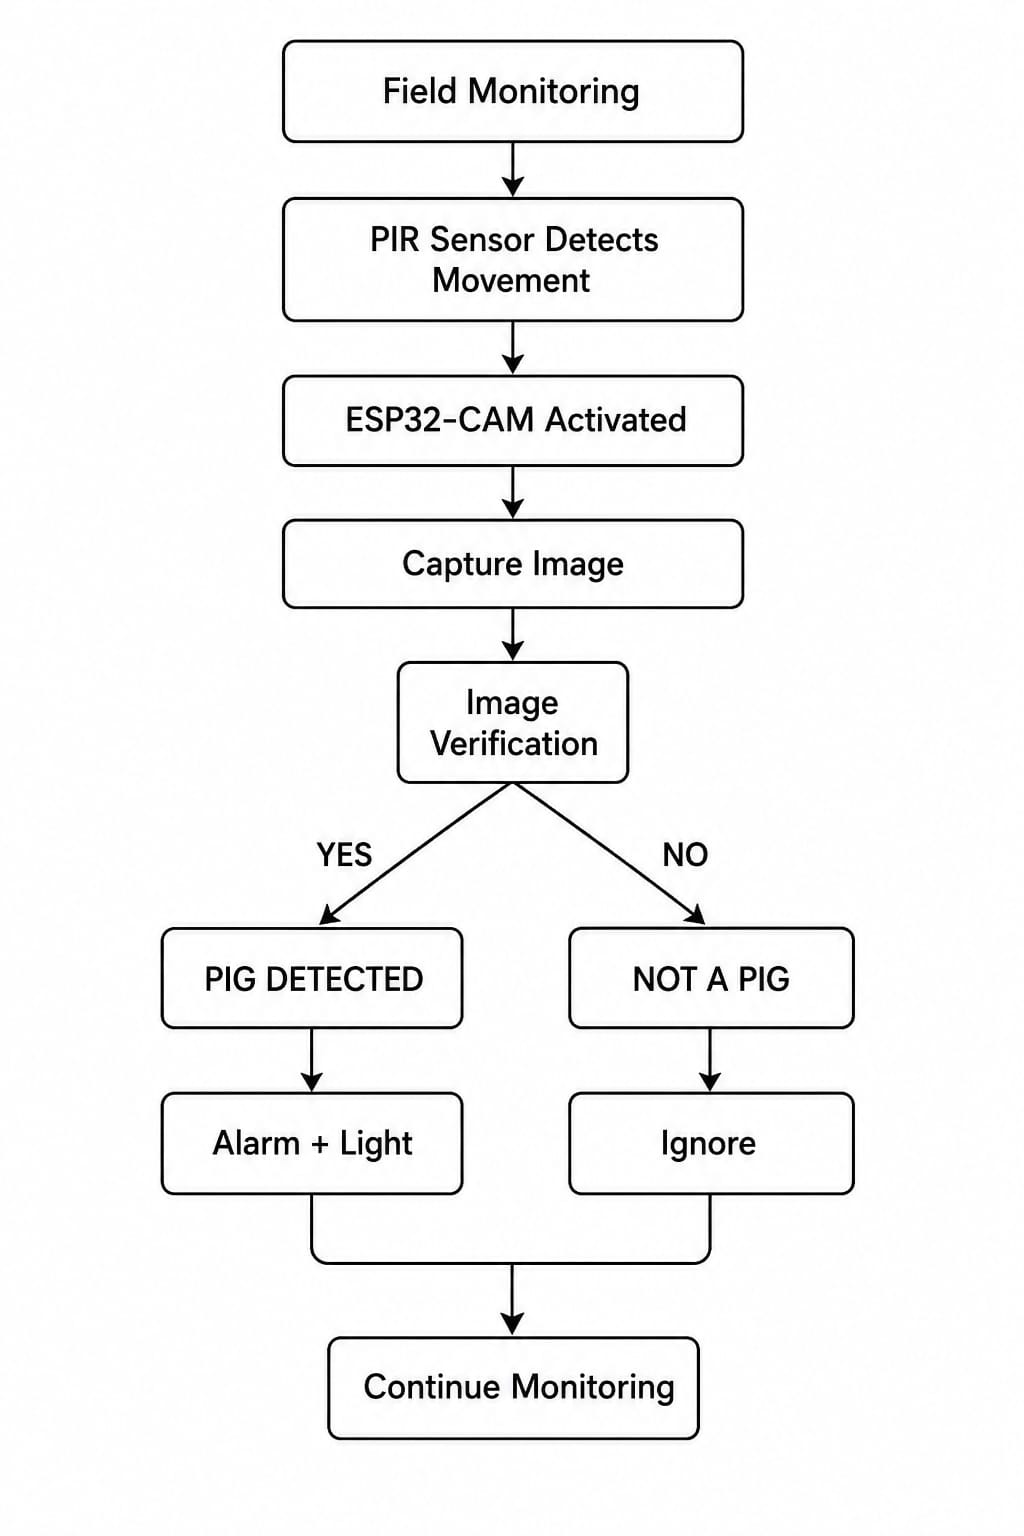 Field Monitoring
PIR Sensor Detects
Movement
ESP32-CAM Activated
Capture Image
Image
Verification
YES
NO
PIG DETECTED
NOT A PIG
Alarm + Light
Ignore
Continue Monitoring